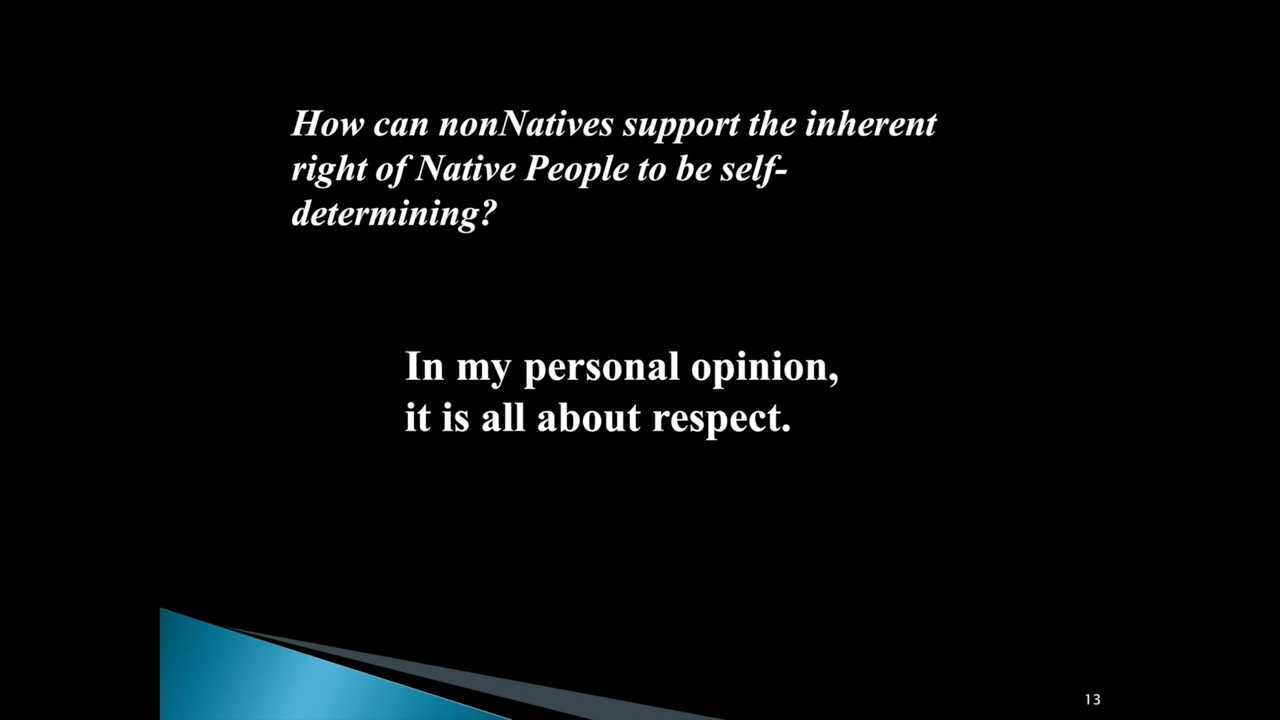 How can nonNatives support the inherent
right of Native People to be self-
determining?
In my personal opinion,
it is all about respect.
13